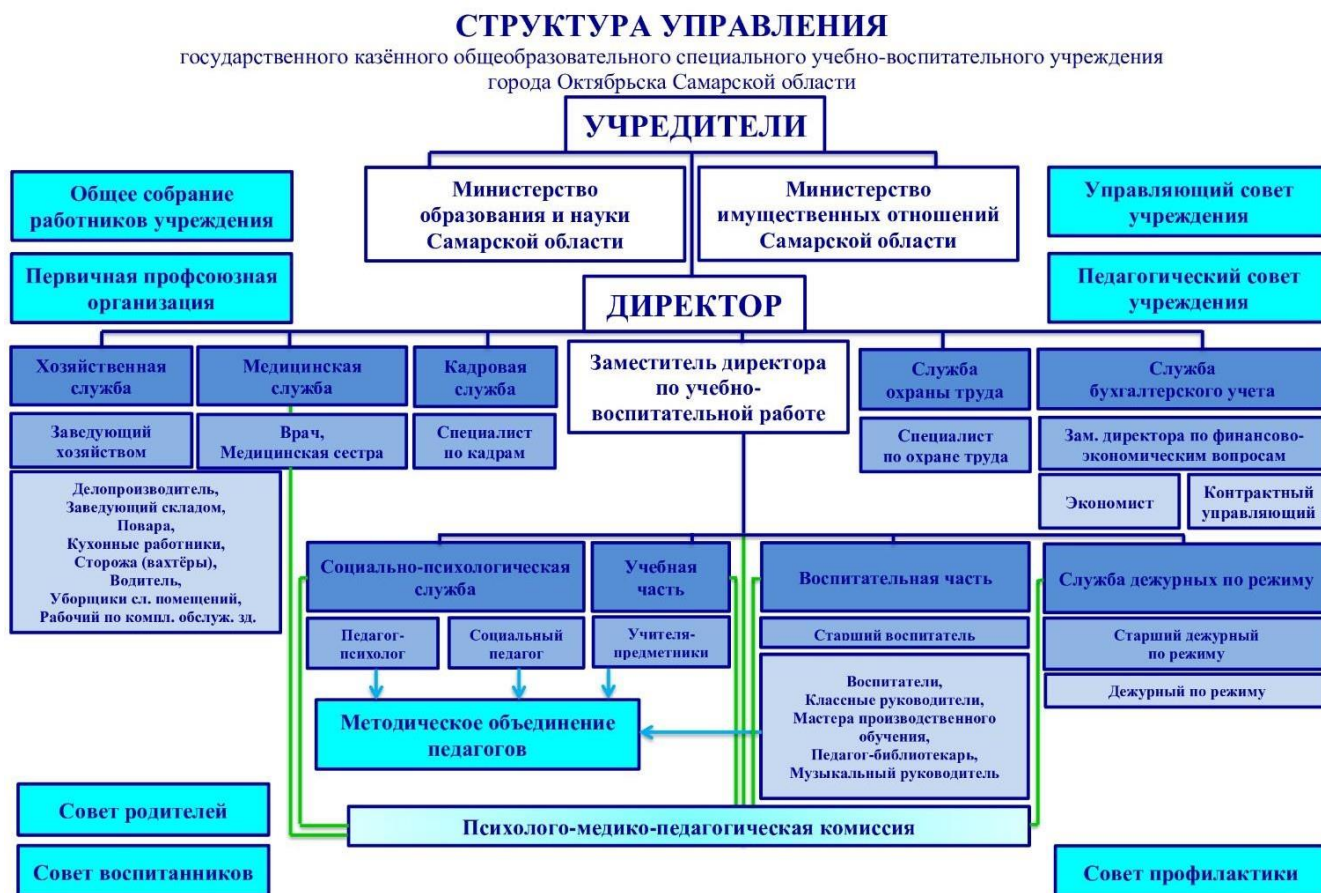 СТРУКТУРА УПРАВЛЕНИЯ
государственного казённого общеобразовательного специального учебно-воспитательного учреждения
города Октябрьска Самарской области
УЧРЕДИТЕЛИ
Общее собрание
работников учреждения
Министерство
образования и науки
Самарской области
Министерство
имущественных отношений
Самарской области
Управляющий совет
учреждения
Первичная профсоюзная
организация
ДИРЕКТОР
Педагогический совет
учреждения
Хозяйственная
служба
Медицинская
служба
Кадровая
служба
Заместитель директора
по учебно-
воспитательной работе
Служба
охраны труда
Служба
бухгалтерского учета
Заведующий
хозяйством
Врач,
Медицинская сестра
Специалист
по кадрам
Специалист
по охране труда
Зам. директора по финансово-
экономическим вопросам
Делопроизводитель,
Заведующий складом,
Повара,
Кухонные работники,
Сторожа (вахтёры),
Водитель,
Уборщики сл. помещений,
Рабочий по компл. обслуж. зд.
Экономист
Контрактный
управляющий
Социально-психологическая
служба
Учебная
часть
Воспитательная часть
Служба дежурных по режиму
Педагог-
психолог
Социальный
педагог
Учителя-
предметники
Старший воспитатель
Старший дежурный
по режиму
Воспитатели,
Классные руководители,
Мастера производственного
обучения,
Педагог-библиотекарь,
Музыкальный руководитель
Дежурный по режиму
Методическое объединение
педагогов
Совет родителей
Психолого-медико-педагогическая комиссия
Совет воспитанников
Совет профилактики